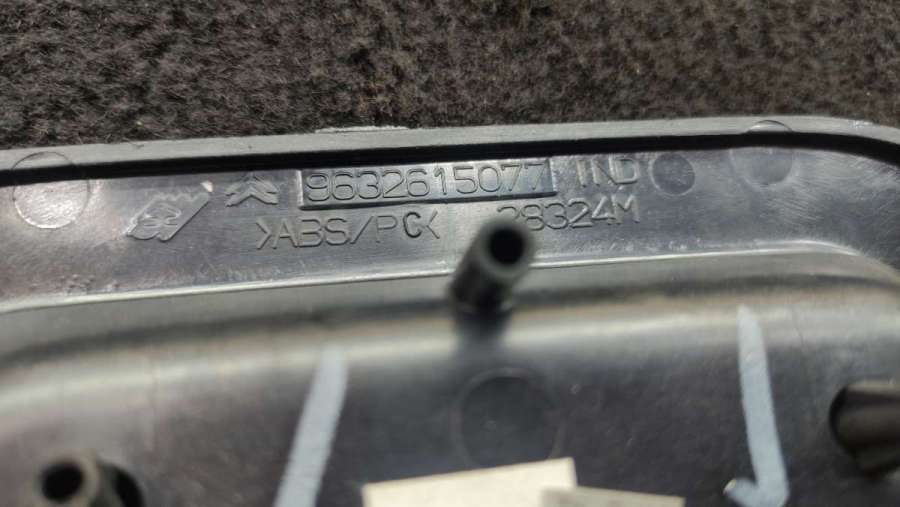 9632615077 IND
>ABS/PC< 28324M